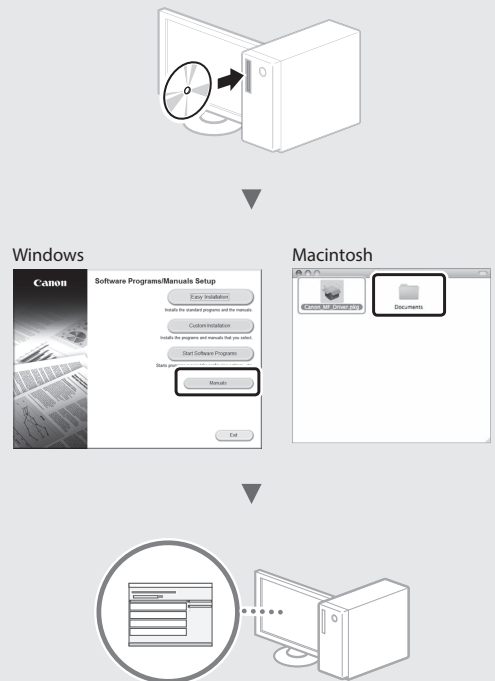 Windows
Macintosh
Canon
Software Programs/Manuals Setup
Easy Installation
Installs the standard programs and the manuals.
Custom Installation
Installs the programs and manuals that you select.
Start Software Programs
Manuals
Exit
Canon_MF_Driver.pkg
Documents